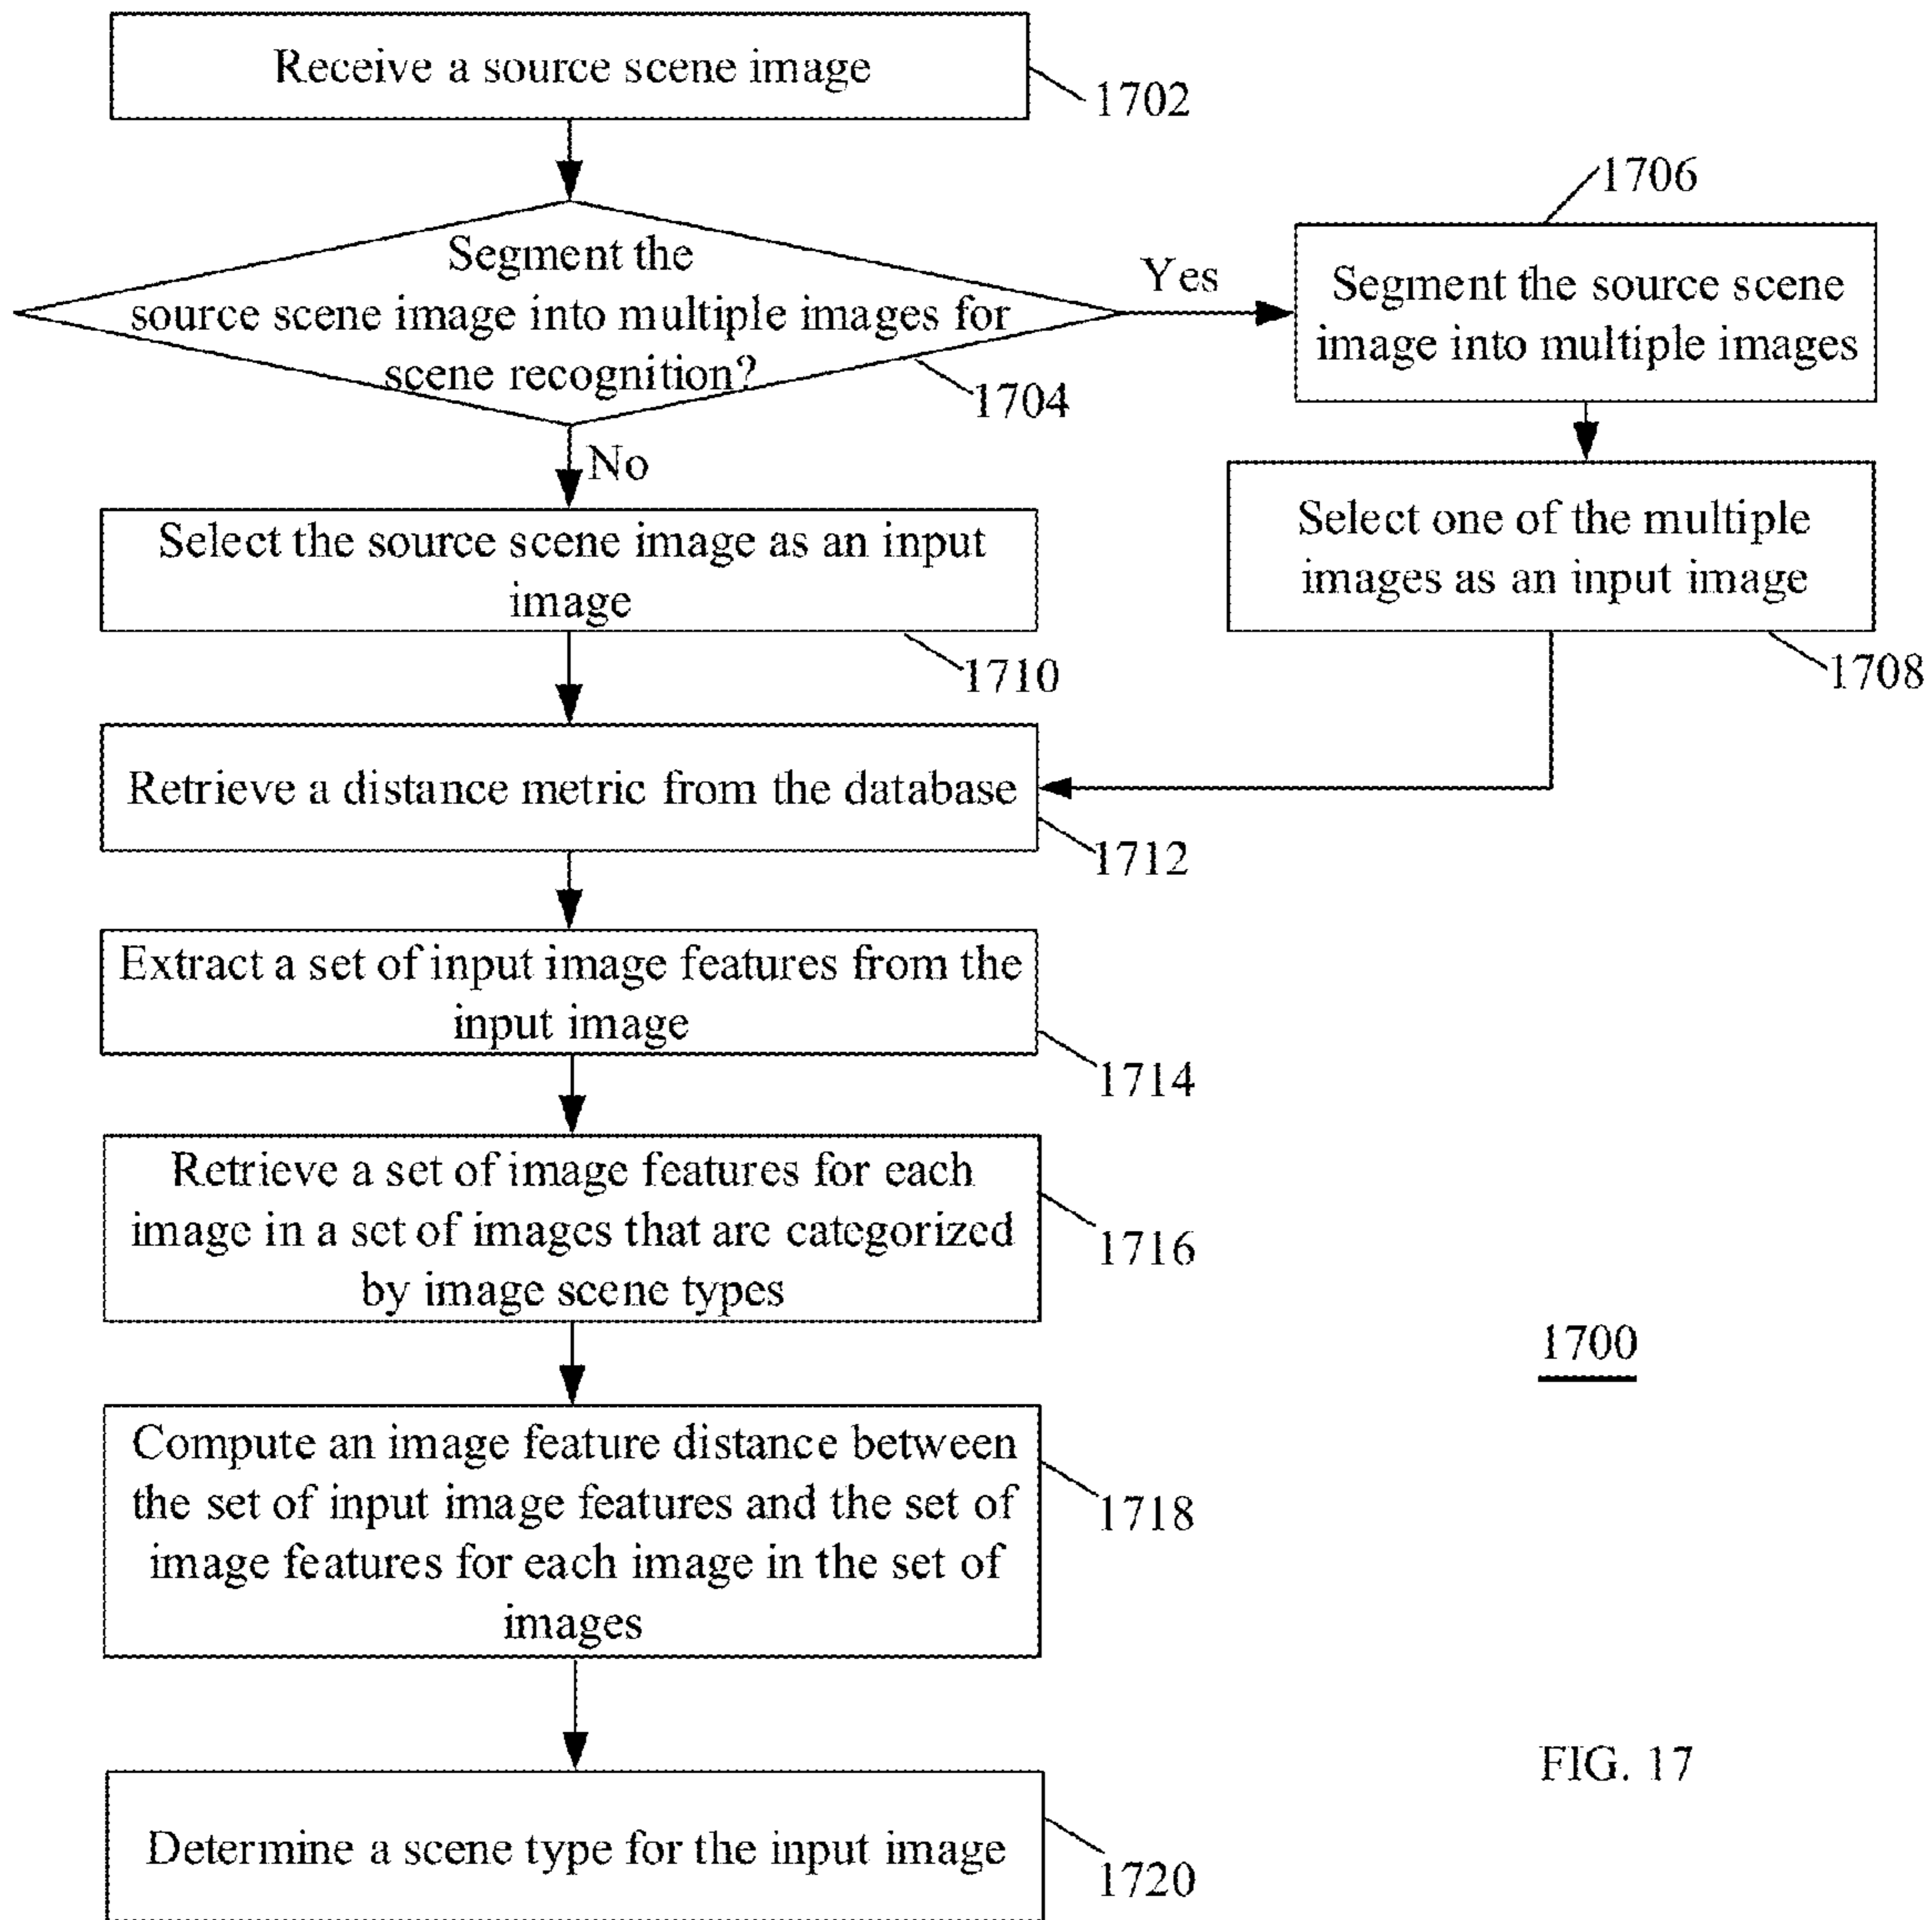 Receive a source scene image
1702
Segment the
source scene image into multiple images for
scene recognition?
1704
Yes
1706
Segment the source scene
image into multiple images
Select one of the multiple
images as an input image
1708
No
Select the source scene image as an input
image
1710
Retrieve a distance metric from the database
1712
Extract a set of input image features from the
input image
1714
Retrieve a set of image features for each
image in a set of images that are categorized
by image scene types
1716
Compute an image feature distance between
the set of input image features and the set of
image features for each image in the set of
images
1718
Determine a scene type for the input image
1720
1700
FIG. 17